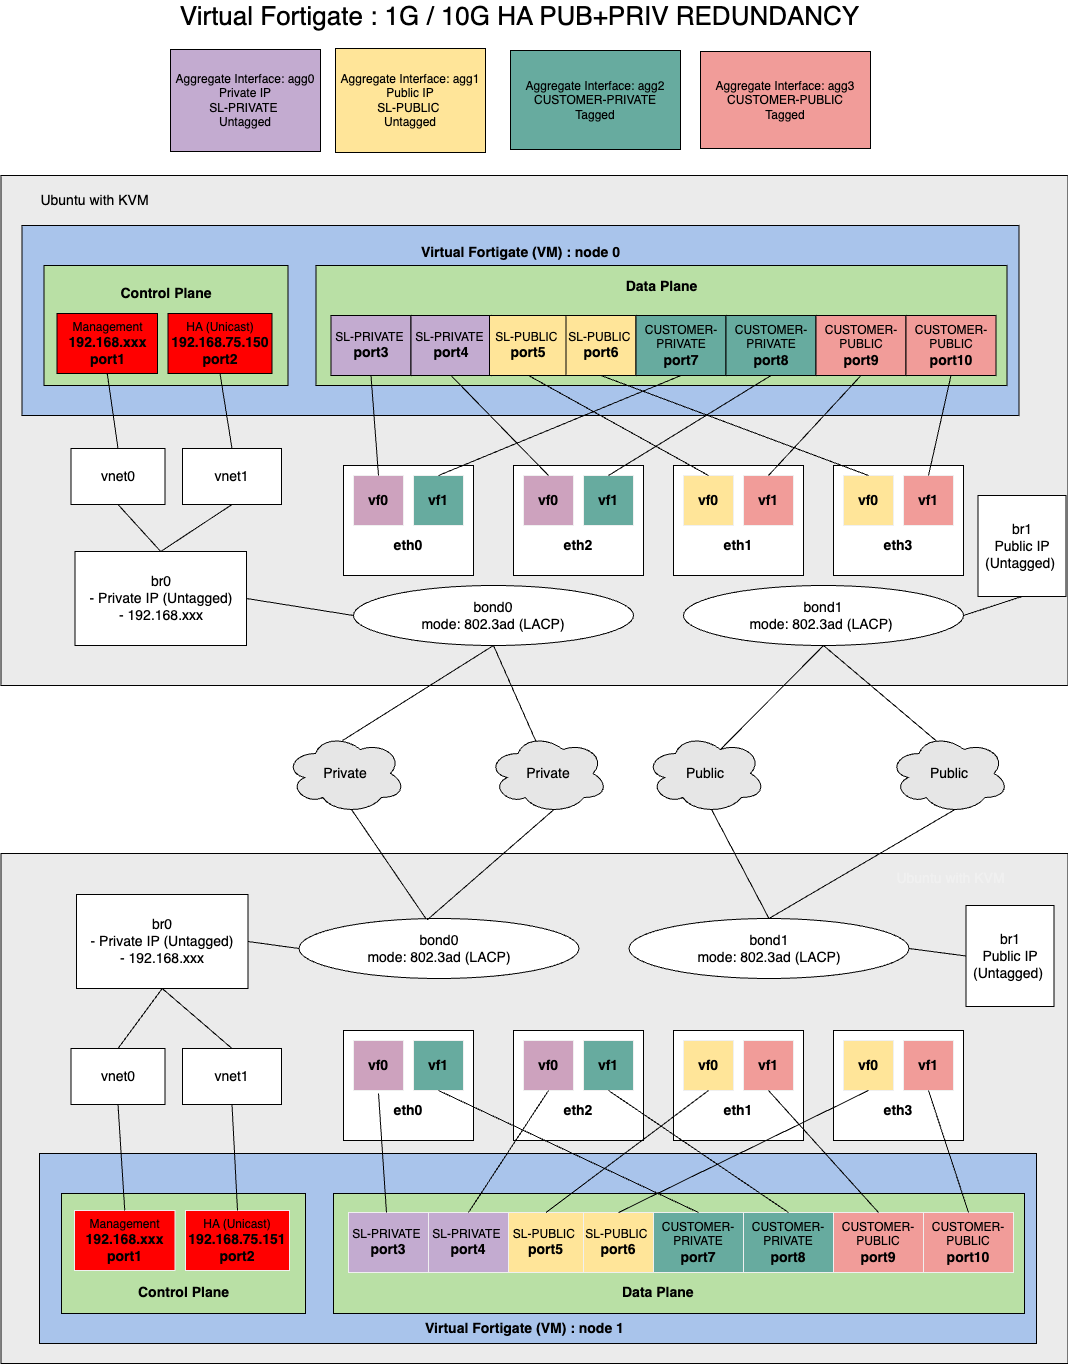 Virtual Fortigate : 1G / 10G HA PUB+PRIV REDUNDANCY
Aggregate Interface: agg0
Private IP
SL-PRIVATE
Untagged
Aggregate Interface: agg1
Public IP
SL-PUBLIC
Untagged
Aggregate Interface: agg2
CUSTOMER-PRIVATE
Tagged
Aggregate Interface: agg3
CUSTOMER-PUBLIC
Tagged
Ubuntu with KVM
Virtual Fortigate (VM) : node 0
Control Plane
Management
192.168.xxx
port1
HA (Unicast)
192.168.75.150
port2
Data Plane
SL-PRIVATE
port3
SL-PRIVATE
port4
SL-PUBLIC
port5
SL-PUBLIC
port6
CUSTOMER-
PRIVATE
port7
CUSTOMER-
PRIVATE
port8
CUSTOMER-
PUBLIC
port9
CUSTOMER-
PUBLIC
port10
vnet0
vnet1
vf0
vf1
eth0
vf0
vf1
eth2
vf0
vf1
eth1
vf0
vf1
eth3
br1
Public IP
(Untagged)
br0
- Private IP (Untagged)
- 192.168.xxx
bond0
mode: 802.3ad (LACP)
bond1
mode: 802.3ad (LACP)
Private
Private
Public
Public
Ubuntu with KVM
br0
- Private IP (Untagged)
- 192.168.xxx
bond0
mode: 802.3ad (LACP)
bond1
mode: 802.3ad (LACP)
br1
Public IP
(Untagged)
vnet0
vnet1
vf0
vf1
eth0
vf0
vf1
eth2
vf0
vf1
eth1
vf0
vf1
eth3
Management
192.168.xxx
port1
HA (Unicast)
192.168.75.151
port2
Control Plane
SL-PRIVATE
port3
SL-PRIVATE
port4
SL-PUBLIC
port5
SL-PUBLIC
port6
CUSTOMER-
PRIVATE
port7
CUSTOMER-
PRIVATE
port8
CUSTOMER-
PUBLIC
port9
CUSTOMER-
PUBLIC
port10
Data Plane
Virtual Fortigate (VM) : node 1